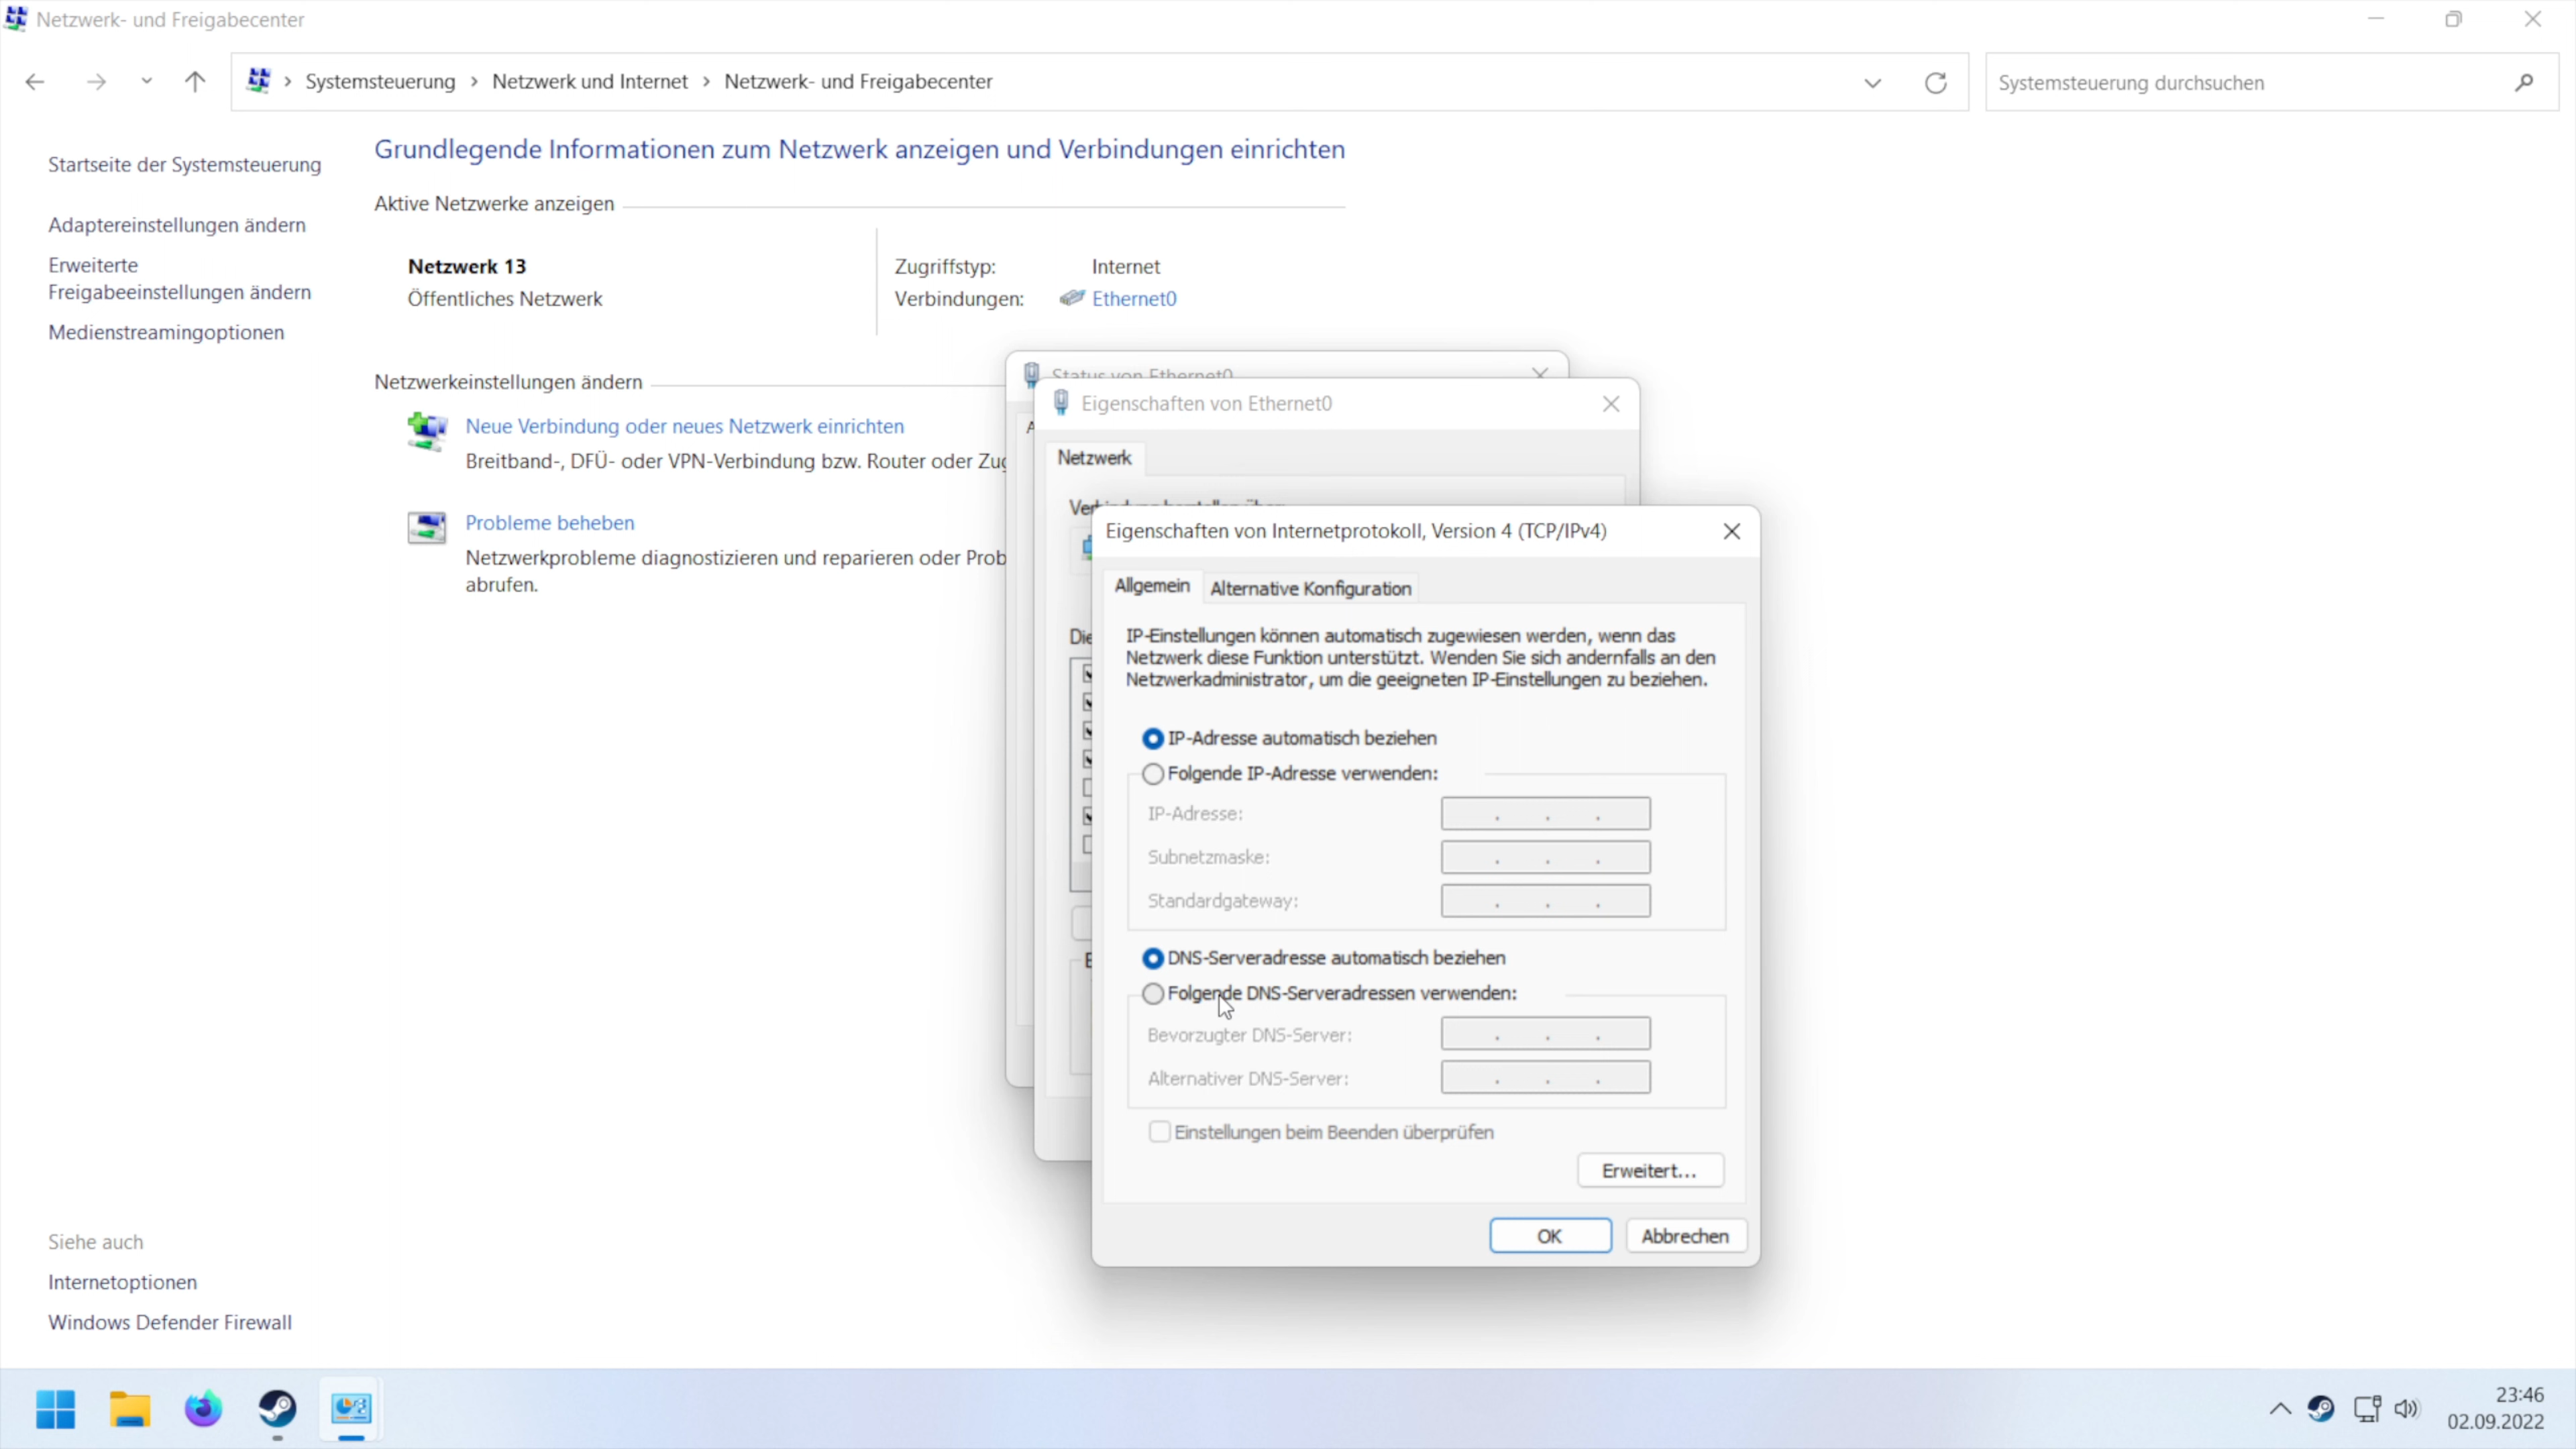 Netzwerk- und Freigabecenter
Systemsteuerung
Netzwerk und Internet
Netzwerk- und Freigabecenter
Systemsteuerung durchsuchen
Startseite der Systemsteuerung
Adaptereinstellungen ändern
Erweiterte
Freigabeeinstellungen ändern
Medienstreamingoptionen
Grundlegende Informationen zum Netzwerk anzeigen und Verbindungen einrichten
Aktive Netzwerke anzeigen
Netzwerk 13
Öffentliches Netzwerk
Zugriffstyp: Internet
Verbindungen: Ethernet0
Netzwerkeinstellungen ändern
Neue Verbindung oder neues Netzwerk einrichten
Breitband-, DFÜ- oder VPN-Verbindung bzw. Router oder
Probleme beheben
Netzwerkprobleme diagnostizieren und reparieren oder
abrufen.
Status von Ethernet0
Eigenschaften von Ethernet0
Netzwerk
Eigenschaften von Internetprotokoll, Version 4 (TCP/IPv4)
Allgemein
Alternative Konfiguration
IP-Einstellungen können automatisch zugewiesen werden, wenn das
Netzwerk diese Funktion unterstützt. Wenden Sie sich andernfalls an den
Netzwerkadministrator, um die geeigneten IP-Einstellungen zu beziehen.
IP-Adresse automatisch beziehen
Folgende IP-Adresse verwenden:
IP-Adresse: . . .
Subnetzmaske: . . .
Standardgateway: . . .
DNS-Serveradresse automatisch beziehen
Folgende DNS-Serveradressen verwenden:
Bevorzugter DNS-Server: . . .
Alternativer DNS-Server: . . .
Einstellungen beim Beenden überprüfen
Erweitert...
OK
Abbrechen
Siehe auch
Internetoptionen
Windows Defender Firewall
23:46
02.09.2022